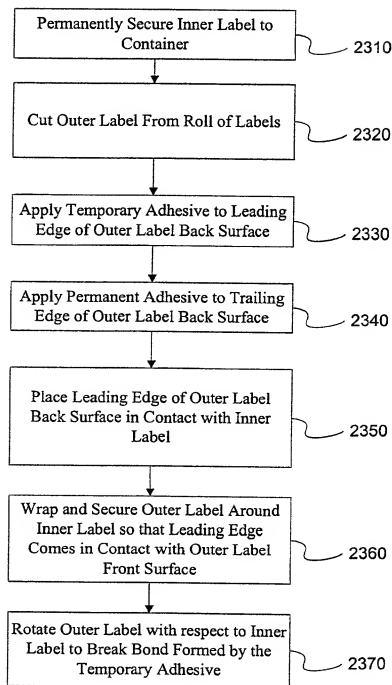 Permanently Secure Inner Label to
Container
2310
Cut Outer Label From Roll of Labels
2320
Apply Temporary Adhesive to Leading
Edge of Outer Label Back Surface
2330
Apply Permanent Adhesive to Trailing
Edge of Outer Label Back Surface
2340
Place Leading Edge of Outer Label
Back Surface in Contact with Inner
Label
2350
Wrap and Secure Outer Label Around
Inner Label so that Leading Edge
Comes in Contact with Outer Label
Front Surface
2360
Rotate Outer Label with respect to Inner
Label to Break Bond Formed by the
Temporary Adhesive
2370